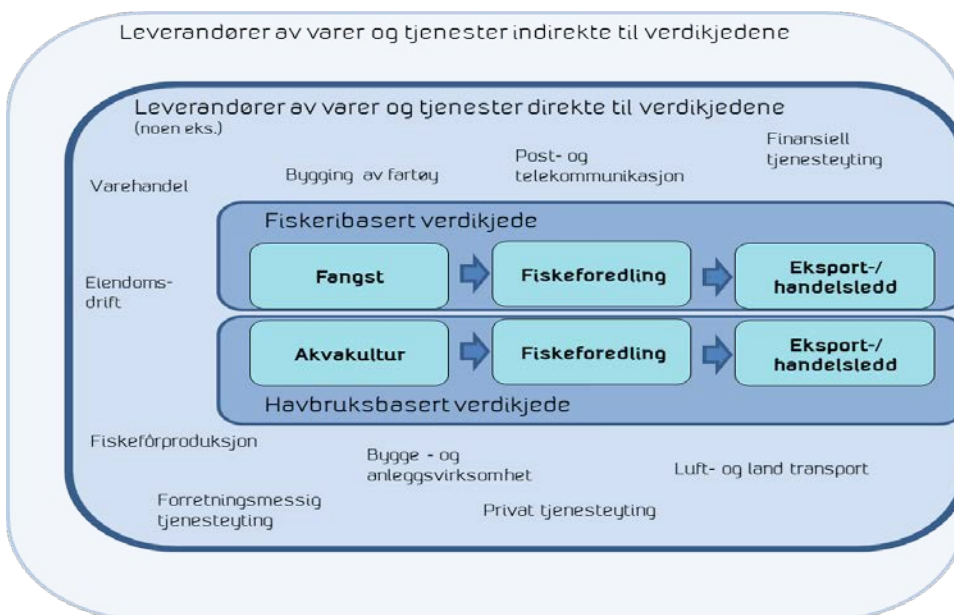 Leverandører av varer og tjenester indirekte til verdikjedene
Leverandører av varer og tjenester direkte til verdikjedene
(noen eks.)
Finansiell
tjenesteyting
Post- og
telekommunikasjon
Bygging av fartøy
Varehandel
Fiskeribasert verdikjede
Fangst
Fiskeforedling
Eksport-/
handelsledd
Eiendoms-
drift
Akvakultur
Fiskeforedling
Eksport-/
handelsledd
Havbruksbasert verdikjede
Fiskefôrproduksjon
Bygge - og
anleggsvirksomhet
Luft- og land transport
Forretningsmessig
tjenesteyting
Privat tjenesteyting